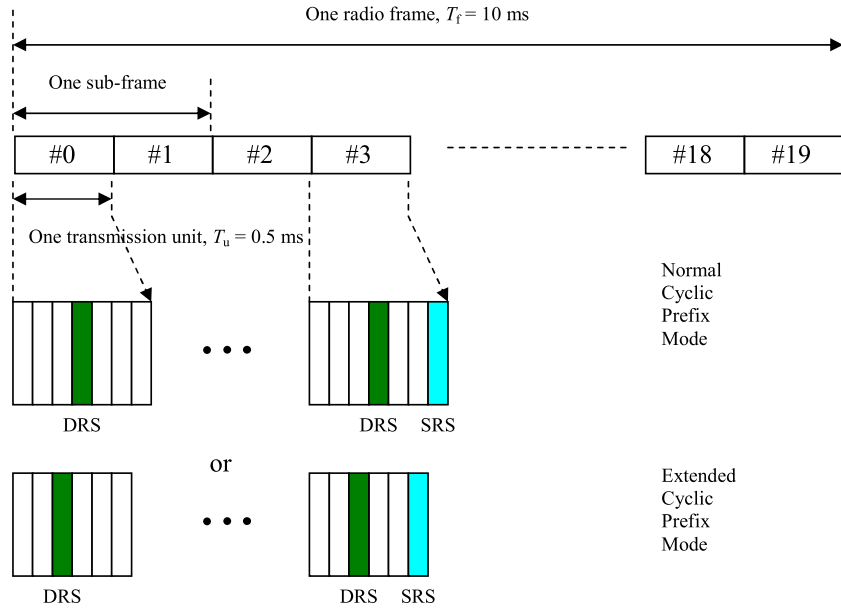 One radio frame, Tf = 10 ms
One sub-frame
#0 #1 #2 #3 #18 #19
One transmission unit, Tu = 0.5 ms
Normal
Cyclic
Prefix
Mode
DRS DRS SRS
or
Extended
Cyclic
Prefix
Mode
DRS DRS SRS